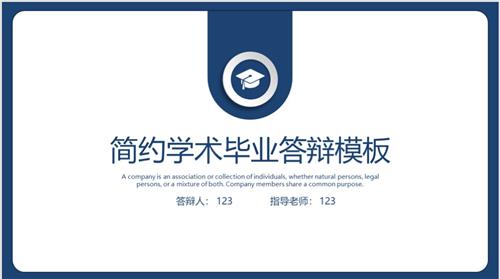 简约学术毕业答辩模板
A company is an association or collection of individuals, whether natural persons, legal
persons, or a mixture of both. Company members share a common purpose.
答辩人： 123 指导老师： 123